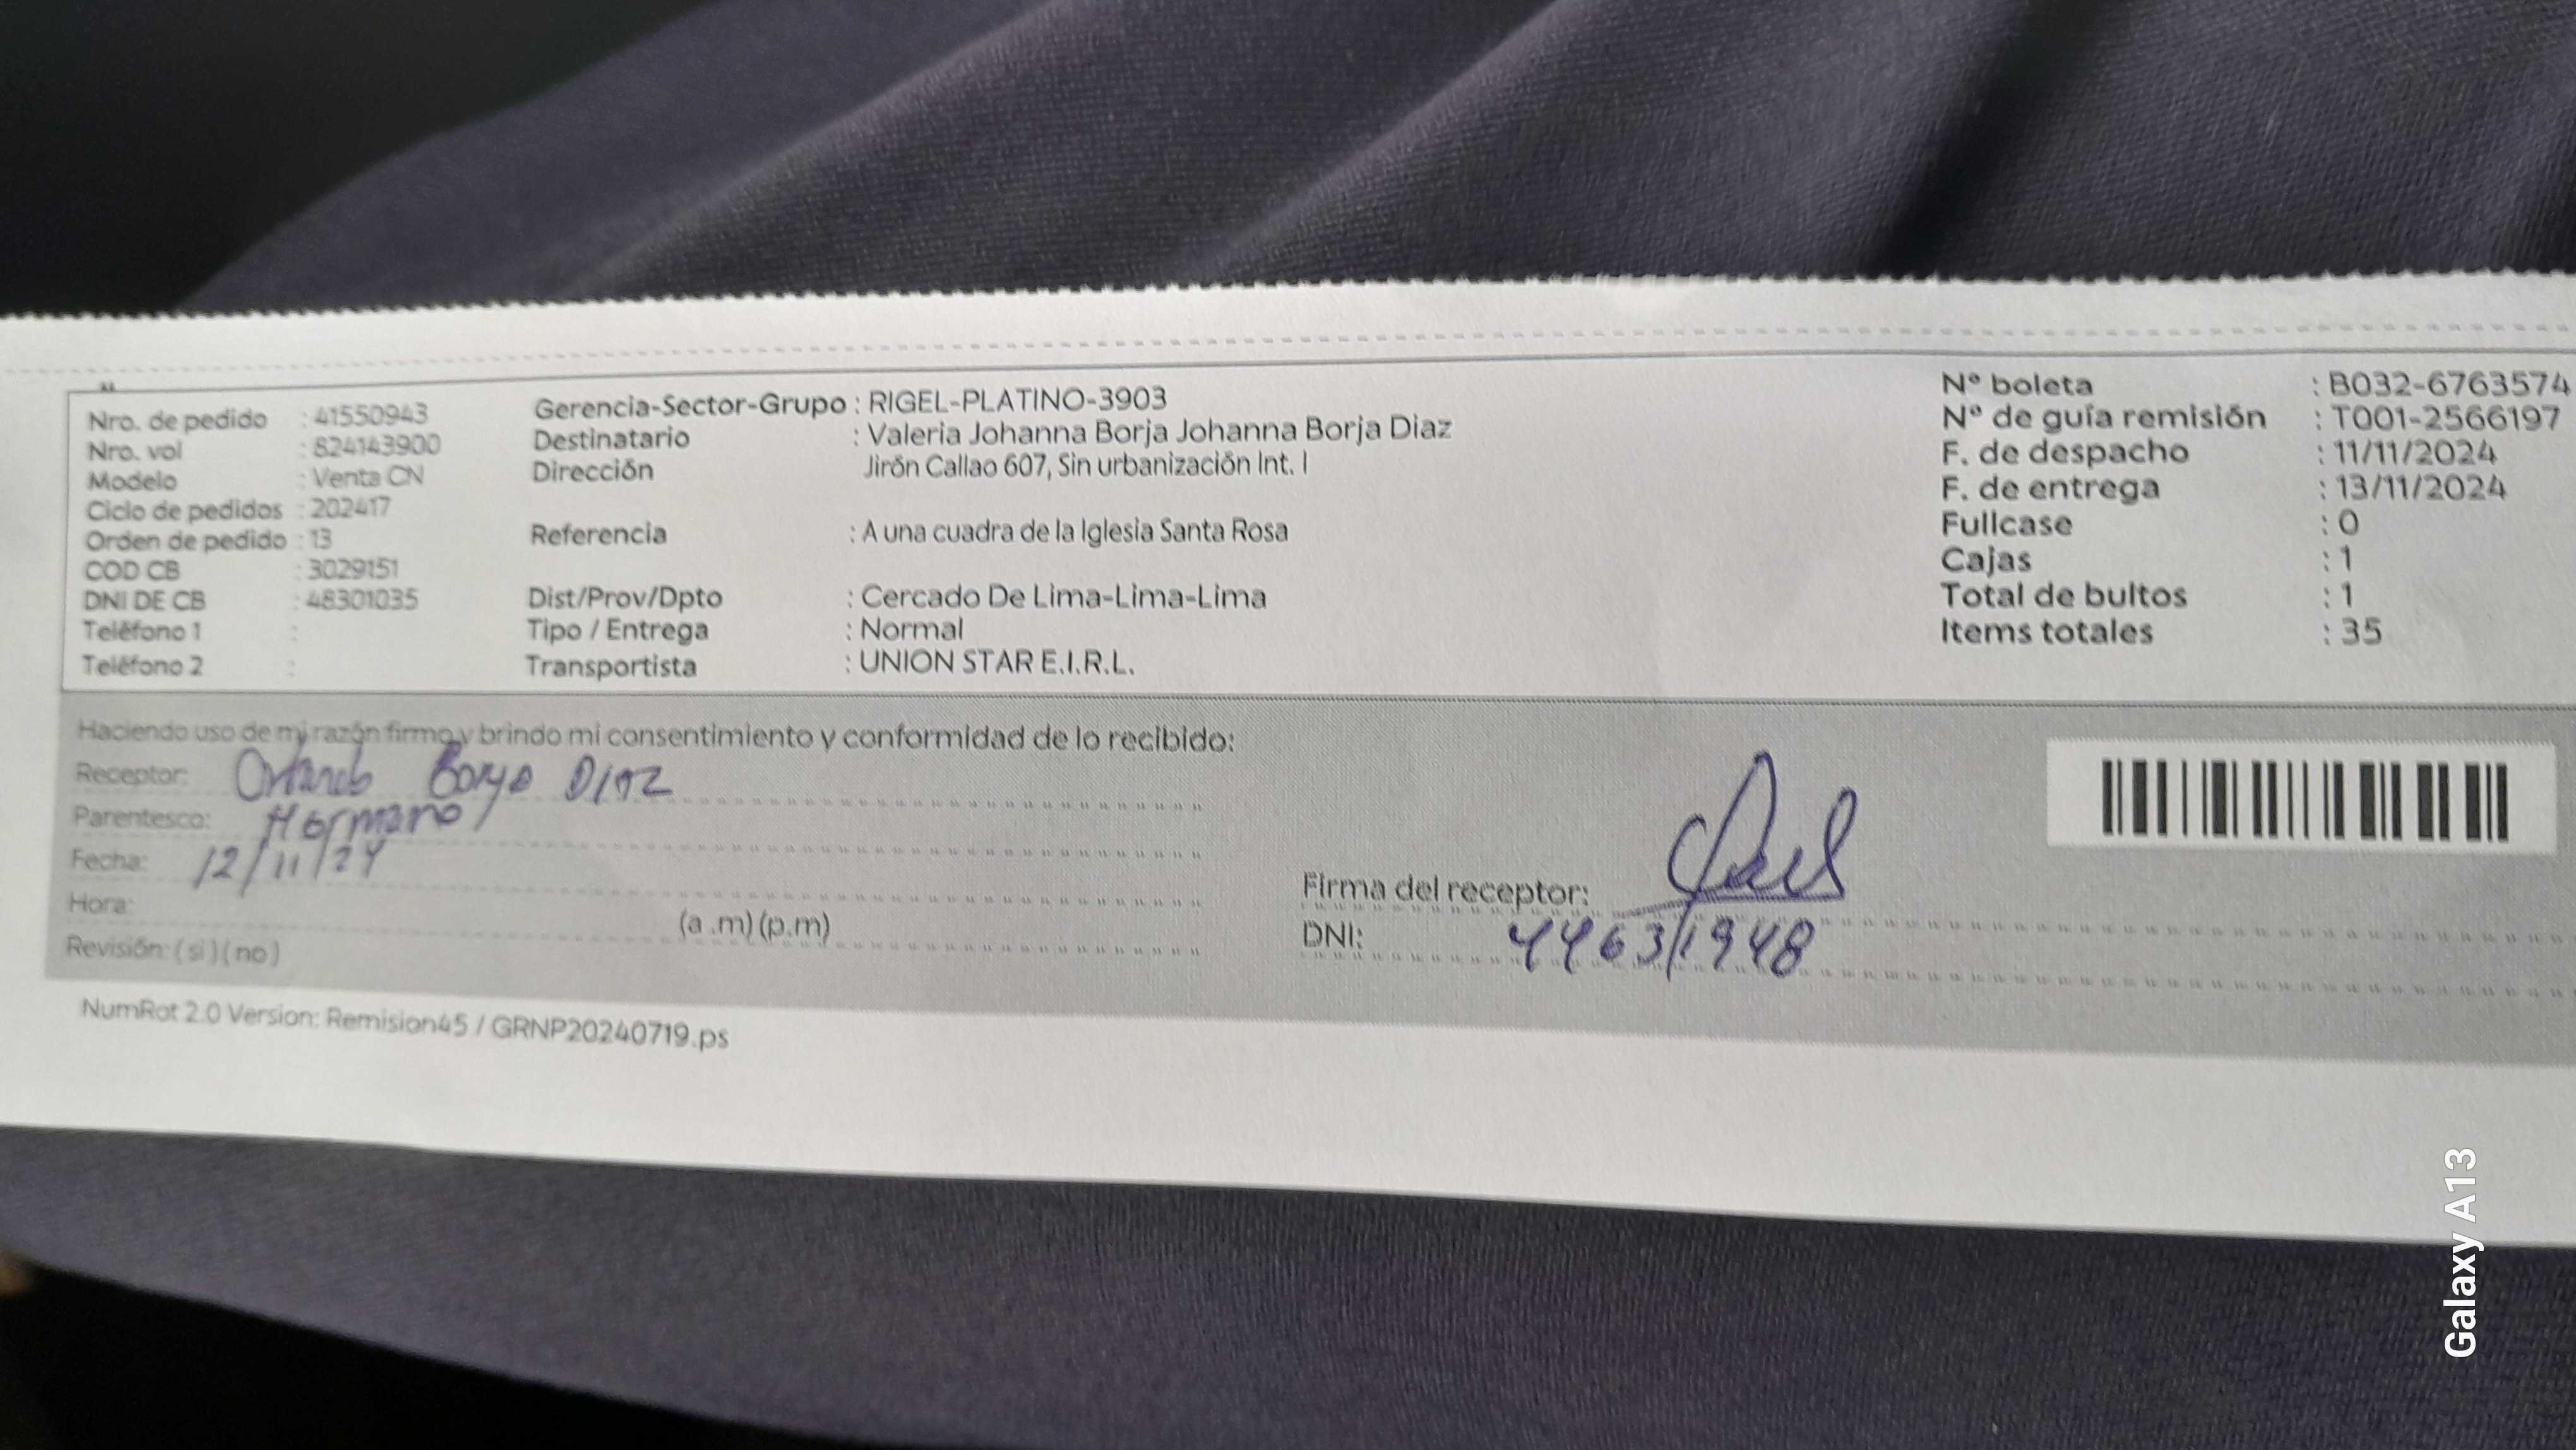 Nro. de pedido : 41550943
Nro. vol : 824143900
Modelo : Venta CN
Ciclo de pedidos : 202417
Orden de pedido : 13
COD CB : 3029151
DNI DE CB : 48301035
Teléfono 1 :
Teléfono 2 :
Gerencia-Sector-Grupo : RIGEL-PLATINO-3903
Destinatario : Valeria Johanna Borja Johanna Borja Diaz
Dirección Jirón Callao 607, Sin urbanización Int. I
Referencia : A una cuadra de la Iglesia Santa Rosa
Dist/Prov/Dpto : Cercado De Lima-Lima-Lima
Tipo / Entrega : Normal
Transportista : UNION STAR E.I.R.L.
N° boleta : B032-6763574
N° de guía remisión : T001-2566197
F. de despacho : 11/11/2024
F. de entrega : 13/11/2024
Fullcase : 0
Cajas : 1
Total de bultos : 1
Items totales : 35
Haciendo uso de mi razón firmo y brindo mi consentimiento y conformidad de lo recibido:
Receptor: Orlando Borja Diaz
Parentesco: Hermano
Fecha: 12/11/24
Hora: (a .m) (p.m)
Revisión: ( si ) ( no )
Firma del receptor:
DNI: 44631948
NumRot 2.0 Version: Remision45 / GRNP20240719.ps
Galaxy A13